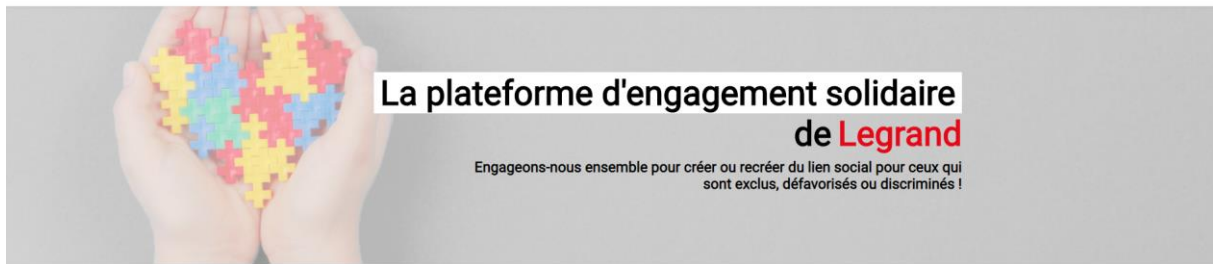 La plateforme d'engagement solidaire
de Legrand
Engageons-nous ensemble pour créer ou recréer du lien social pour ceux qui
sont exclus, défavorisés ou discriminés !